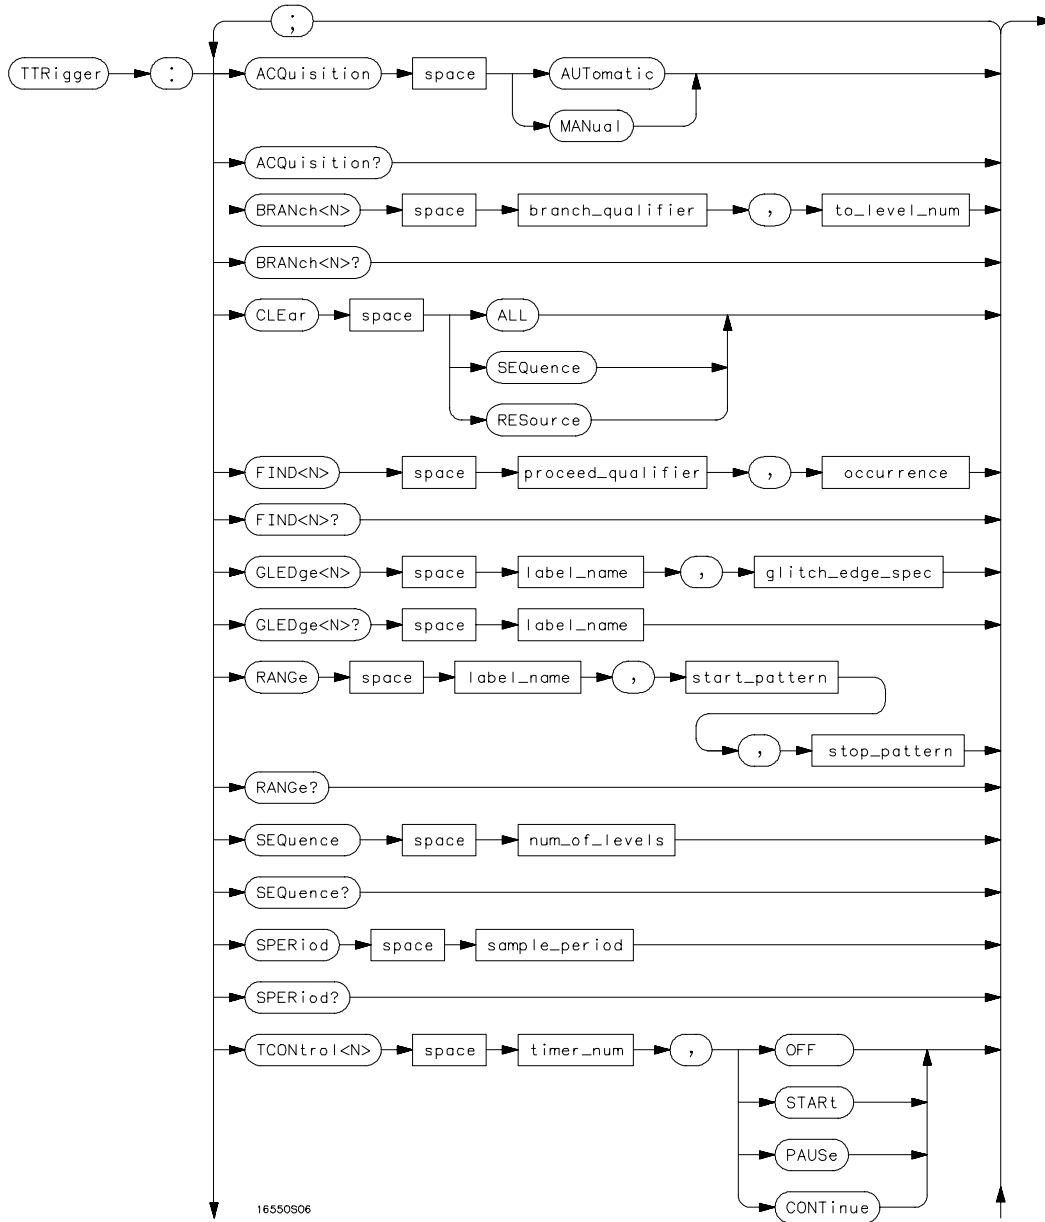 ;
TTRigger : ACQuisition space AUTomatic
MANual
ACQuisition?
BRANch<N> space branch_qualifier , to_level_num
BRANch<N>?
CLEar space ALL
SEQuence
RESource
FIND<N> space proceed_qualifier , occurrence
FIND<N>?
GLEDge<N> space label_name , glitch_edge_spec
GLEDge<N>? space label_name
RANGe space label_name , start_pattern
, stop_pattern
RANGe?
SEQuence space num_of_levels
SEQuence?
SPERiod space sample_period
SPERiod?
TCONtrol<N> space timer_num , OFF
STARt
PAUSe
CONTinue
16550S06